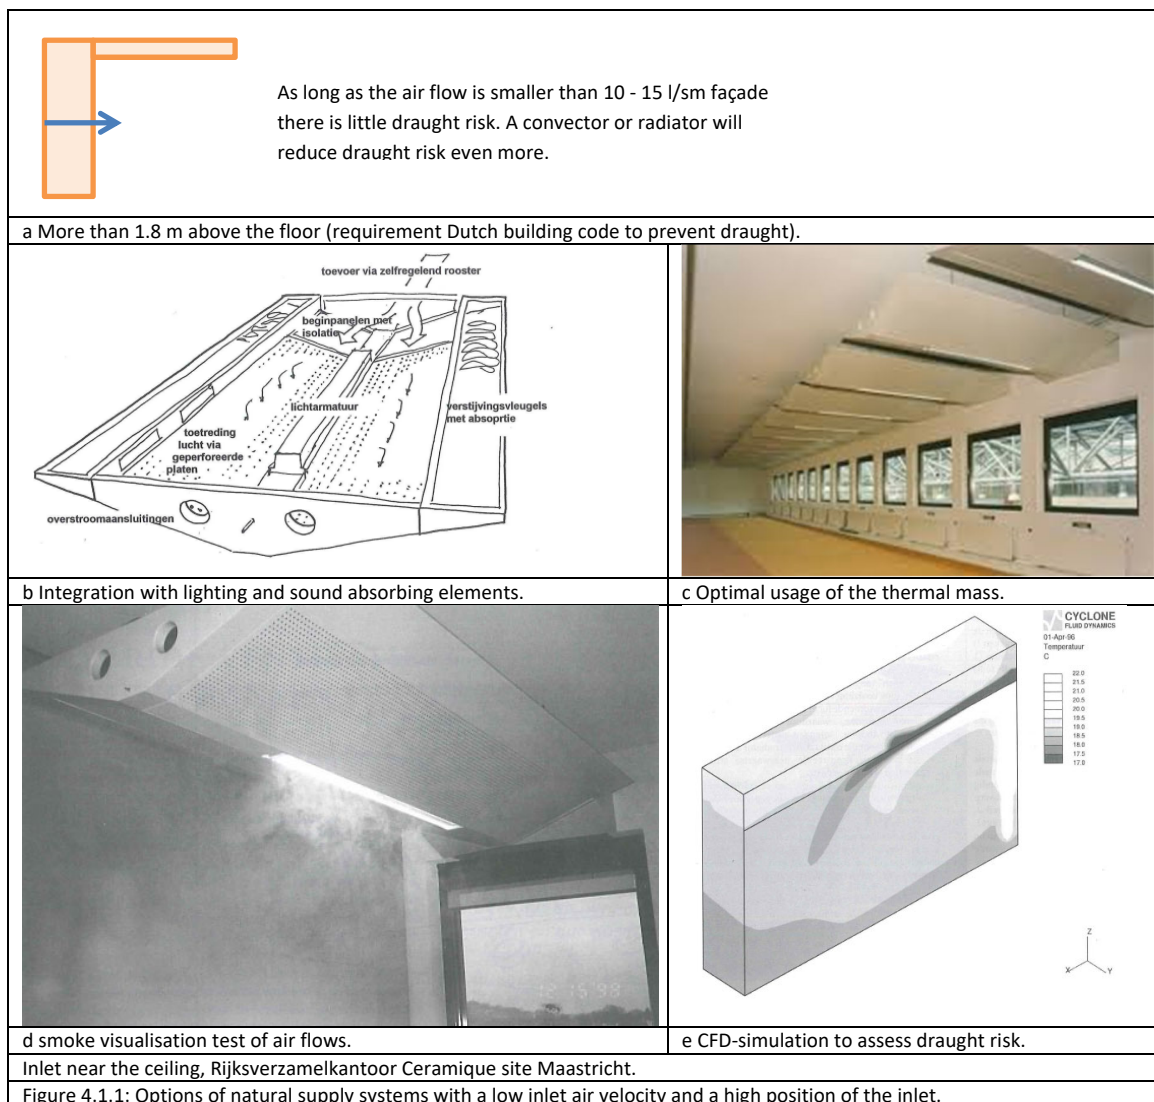 As long as the air flow is smaller than 10 - 15 l/sm façade
there is little draught risk. A convector or radiator will
reduce draught risk even more.
a More than 1.8 m above the floor (requirement Dutch building code to prevent draught).
toevoer via zelfregelend rooster
beginpanelen met
isolatie
lichtarmatuur
verstijvingsvleugels
met absoprtie
toetreding
lucht via
geperforeerde
platen
overstroomaansluitingen
b Integration with lighting and sound absorbing elements.
c Optimal usage of the thermal mass.
12 15 '98
CYCLONE
FLUID DYNAMICS
01-Apr-96
Temperatuur
C
22.0
21.5
21.0
20.5
20.0
19.5
19.0
18.5
18.0
17.5
17.0
Z
X
Y
d smoke visualisation test of air flows.
e CFD-simulation to assess draught risk.
Inlet near the ceiling, Rijksverzamelkantoor Ceramique site Maastricht.
Figure 4.1.1: Options of natural supply systems with a low inlet air velocity and a high position of the inlet.